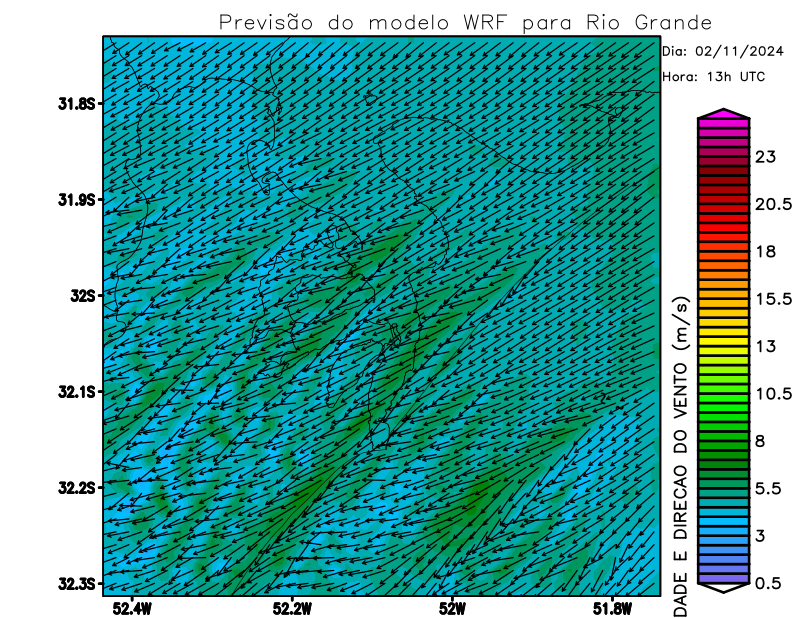 Previsão do modelo WRF para Rio Grande
Dia: 02/11/2024
Hora: 13h UTC
31.8S
31.9S
32S
32.1S
32.2S
32.3S
52.4W
52.2W
52W
51.8W
DADE E DIRECAO DO VENTO (m/s)
23
20.5
18
15.5
13
10.5
8
5.5
3
0.5